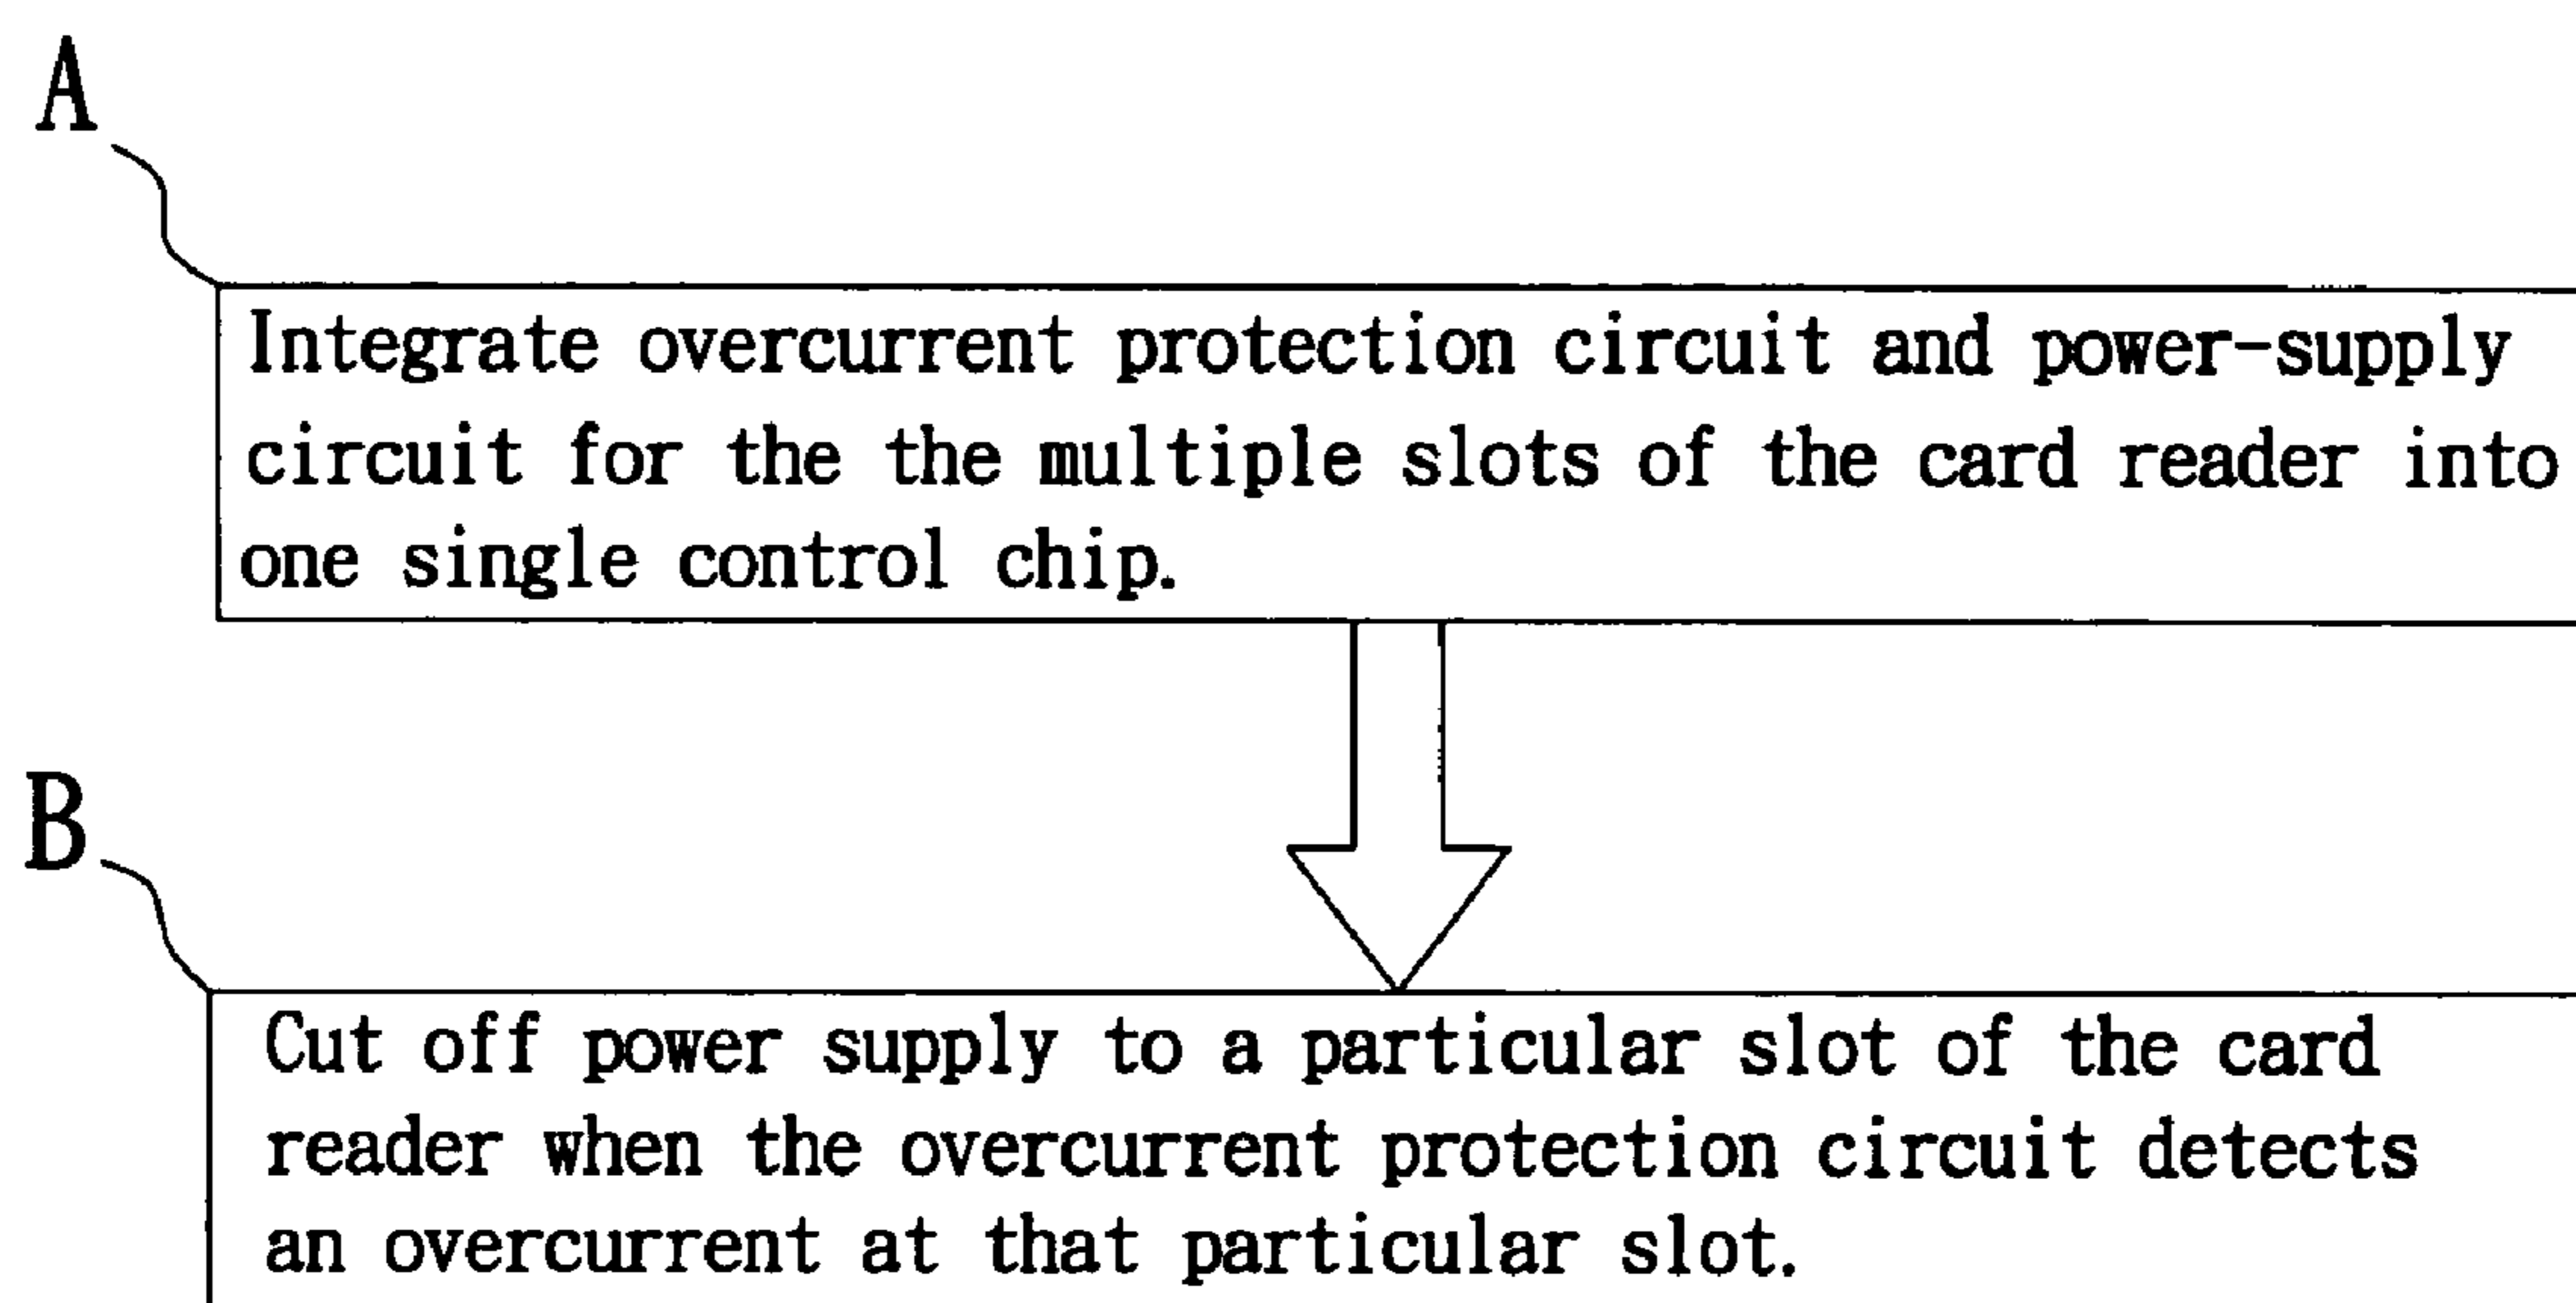 A
Integrate overcurrent protection circuit and power-supply
circuit for the the multiple slots of the card reader into
one single control chip.
B
Cut off power supply to a particular slot of the card
reader when the overcurrent protection circuit detects
an overcurrent at that particular slot.